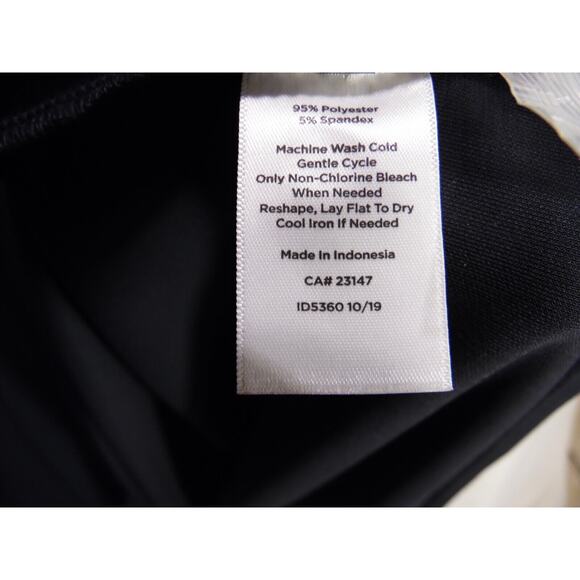 95% Polyester
5% Spandex
Machine Wash Cold
Gentle Cycle
Only Non-Chlorine Bleach
When Needed
Reshape, Lay Flat To Dry
Cool Iron If Needed
Made In Indonesia
CA# 23147
ID5360 10/19